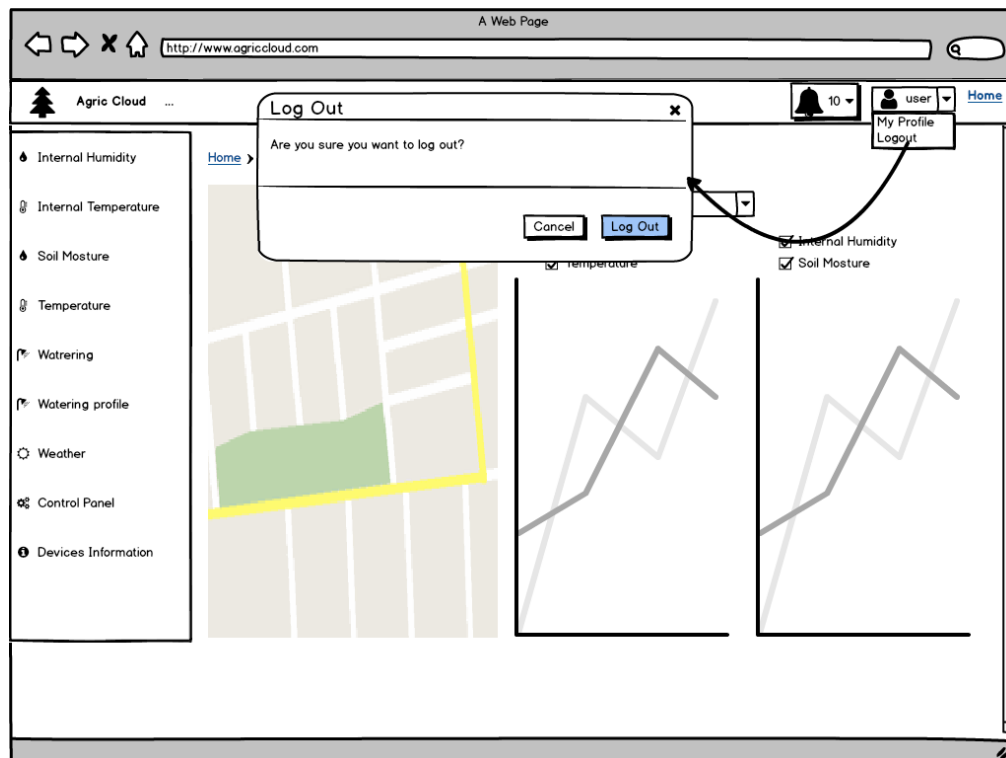 A Web Page
http://www.agriccloud.com
Agric Cloud ...
10
user
Home
My Profile
Logout
Log Out
Are you sure you want to log out?
Cancel
Log Out
Internal Humidity
Internal Temperature
Soil Mosture
Temperature
Watrering
Watering profile
Weather
Control Panel
Devices Information
Home >
Temperature
Internal Humidity
Soil Mosture